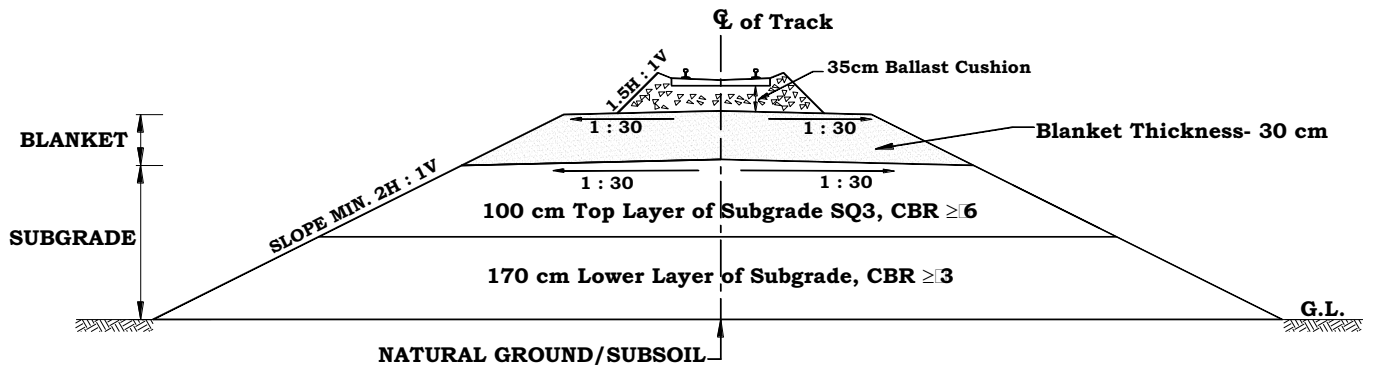 ℄ of Track
35cm Ballast Cushion
1.5H : 1V
1 : 30
1 : 30
BLANKET
Blanket Thickness- 30 cm
1 : 30
1 : 30
SLOPE MIN. 2H : 1V
100 cm Top Layer of Subgrade SQ3, CBR ≥ 6
SUBGRADE
170 cm Lower Layer of Subgrade, CBR ≥ 3
G.L.
NATURAL GROUND/SUBSOIL